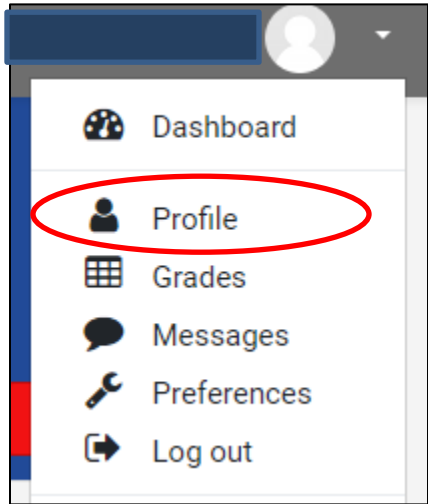 Dashboard
Profile
Grades
Messages
Preferences
Log out